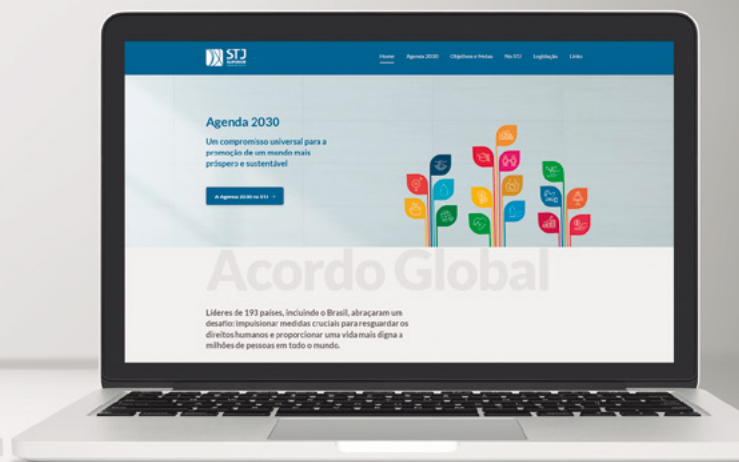 STJ
Home Agenda 2030 Objetivos e Metas No STJ Legislação Links
Agenda 2030
Um compromisso universal para a
promoção de um mundo mais
próspero e sustentável
A Agenda 2030 no STJ
Acordo Global
Líderes de 193 países, incluindo o Brasil, abraçaram um
desafio: impulsionar medidas cruciais para resguardar os
direitos humanos e proporcionar uma vida mais digna a
milhões de pessoas em todo o mundo.